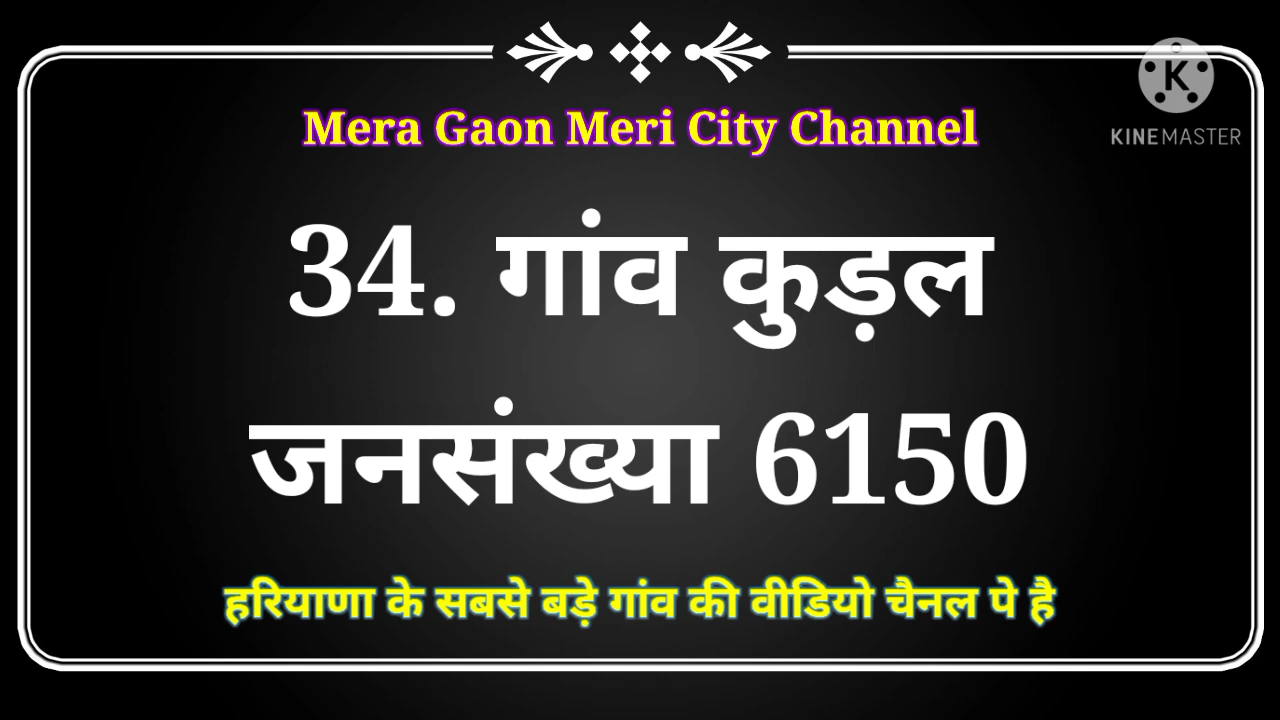 Mera Gaon Meri City Channel
K
KINEMASTER
34. गांव कुड़ल
जनसंख्या 6150
हरियाणा के सबसे बड़े गांव की वीडियो चैनल पे है